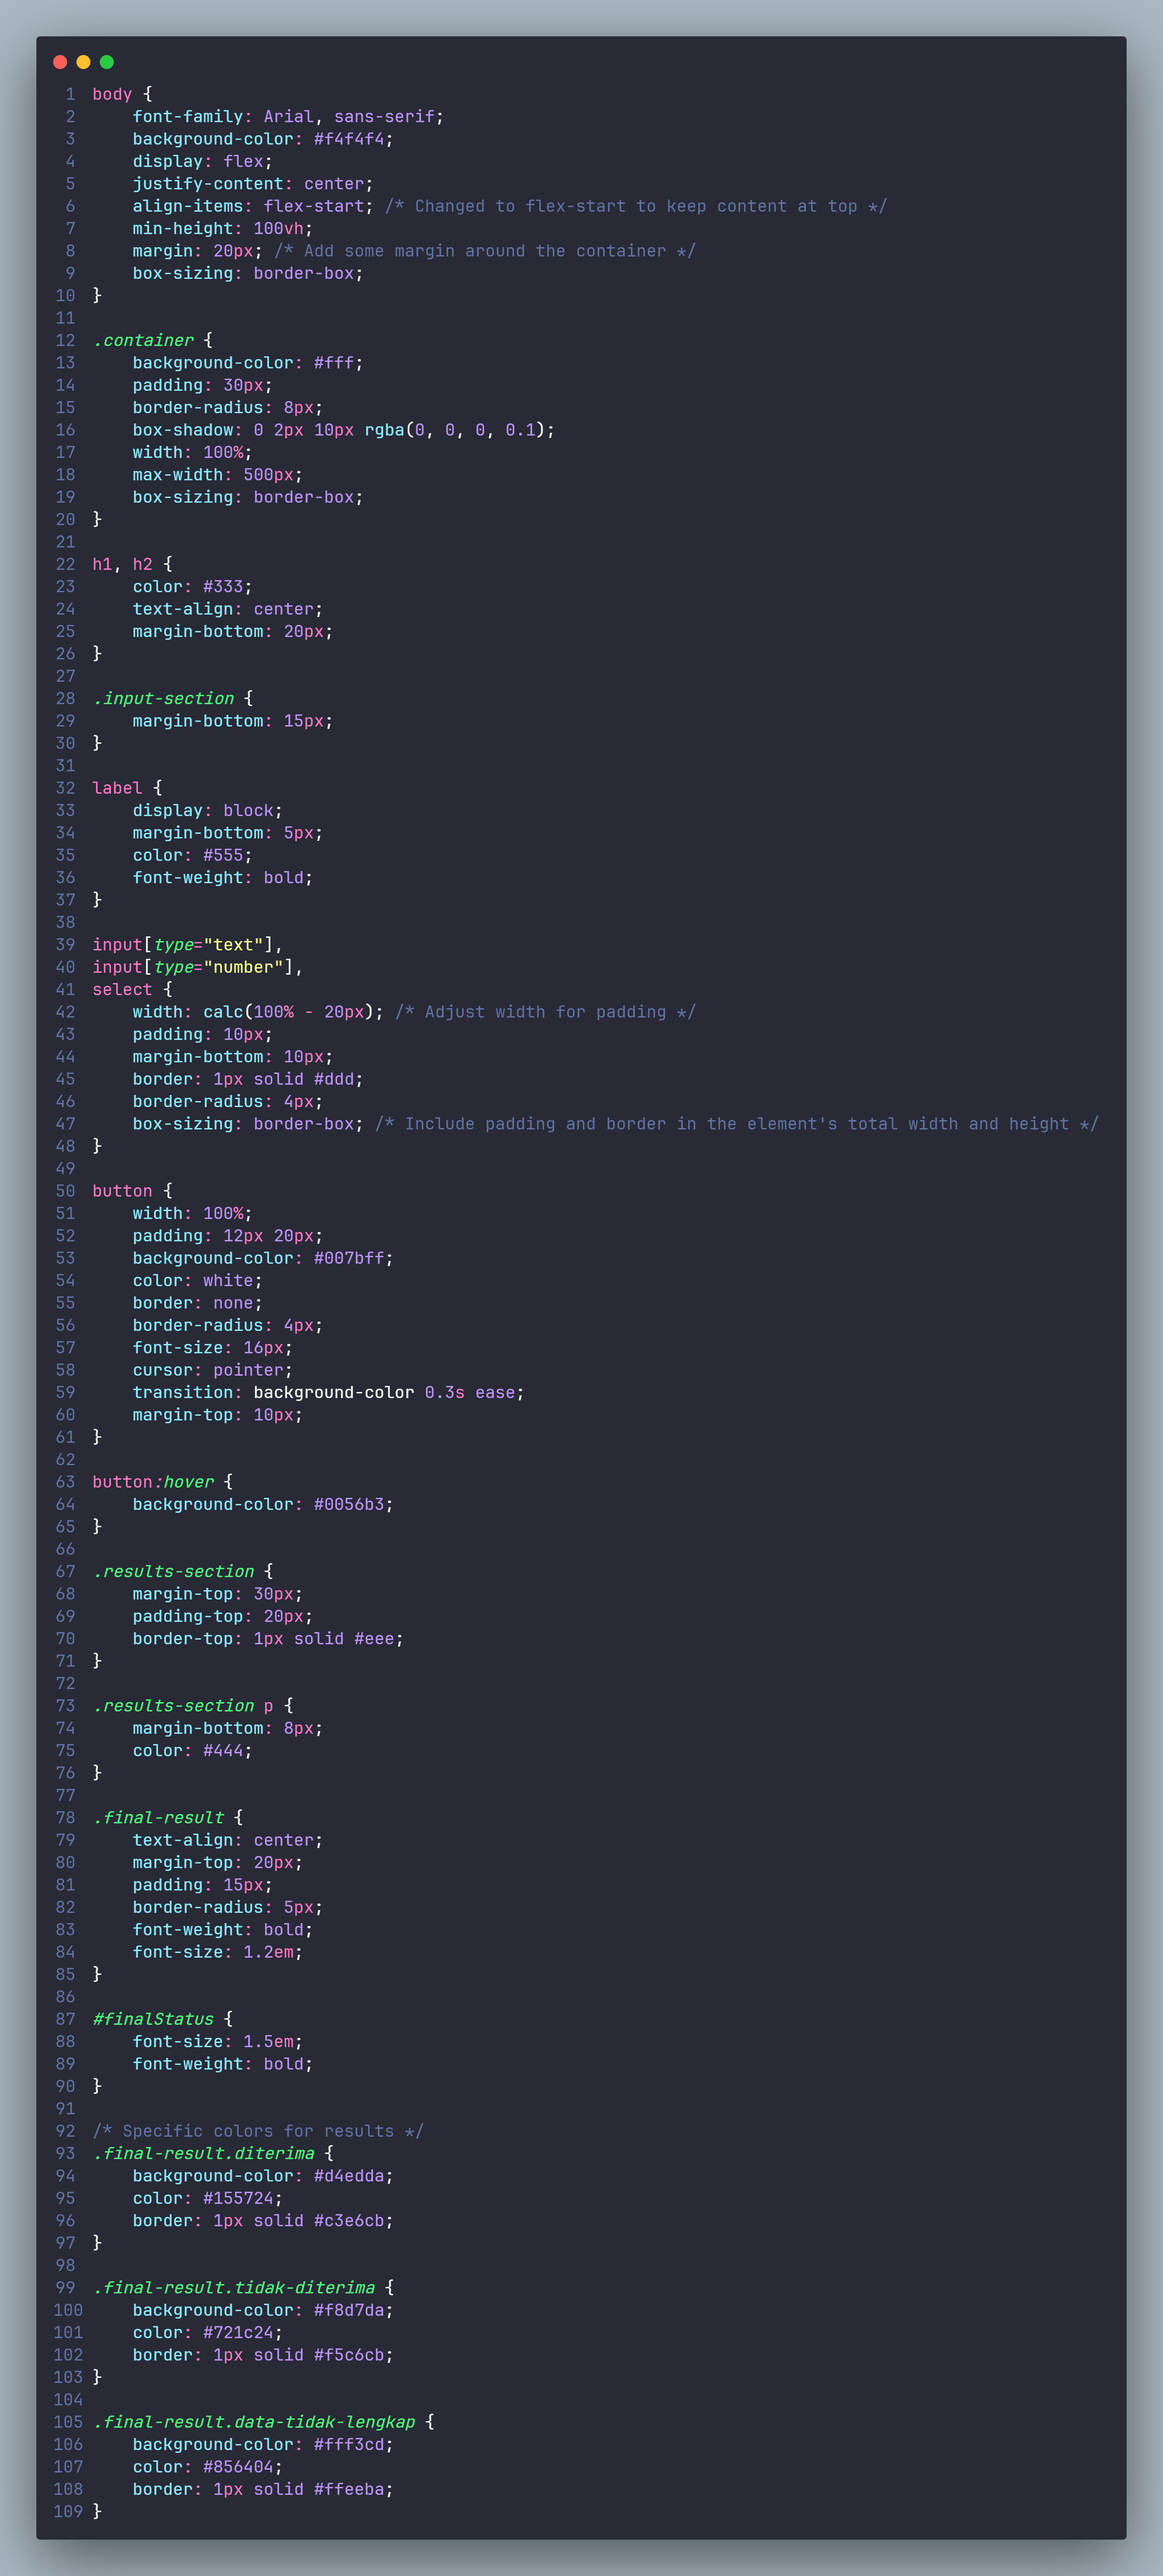 1 body {
2     font-family: Arial, sans-serif;
3     background-color: #f4f4f4;
4     display: flex;
5     justify-content: center;
6     align-items: flex-start; /* Changed to flex-start to keep content at top */
7     min-height: 100vh;
8     margin: 20px; /* Add some margin around the container */
9     box-sizing: border-box;
10 }
11
12 .container {
13     background-color: #fff;
14     padding: 30px;
15     border-radius: 8px;
16     box-shadow: 0 2px 10px rgba(0, 0, 0, 0.1);
17     width: 100%;
18     max-width: 500px;
19     box-sizing: border-box;
20 }
21
22 h1, h2 {
23     color: #333;
24     text-align: center;
25     margin-bottom: 20px;
26 }
27
28 .input-section {
29     margin-bottom: 15px;
30 }
31
32 label {
33     display: block;
34     margin-bottom: 5px;
35     color: #555;
36     font-weight: bold;
37 }
38
39 input[type="text"],
40 input[type="number"],
41 select {
42     width: calc(100% - 20px); /* Adjust width for padding */
43     padding: 10px;
44     margin-bottom: 10px;
45     border: 1px solid #ddd;
46     border-radius: 4px;
47     box-sizing: border-box; /* Include padding and border in the element's total width and height */
48 }
49
50 button {
51     width: 100%;
52     padding: 12px 20px;
53     background-color: #007bff;
54     color: white;
55     border: none;
56     border-radius: 4px;
57     font-size: 16px;
58     cursor: pointer;
59     transition: background-color 0.3s ease;
60     margin-top: 10px;
61 }
62
63 button:hover {
64     background-color: #0056b3;
65 }
66
67 .results-section {
68     margin-top: 30px;
69     padding-top: 20px;
70     border-top: 1px solid #eee;
71 }
72
73 .results-section p {
74     margin-bottom: 8px;
75     color: #444;
76 }
77
78 .final-result {
79     text-align: center;
80     margin-top: 20px;
81     padding: 15px;
82     border-radius: 5px;
83     font-weight: bold;
84     font-size: 1.2em;
85 }
86
87 #finalStatus {
88     font-size: 1.5em;
89     font-weight: bold;
90 }
91
92 /* Specific colors for results */
93 .final-result.diterima {
94     background-color: #d4edda;
95     color: #155724;
96     border: 1px solid #c3e6cb;
97 }
98
99 .final-result.tidak-diterima {
100     background-color: #f8d7da;
101     color: #721c24;
102     border: 1px solid #f5c6cb;
103 }
104
105 .final-result.data-tidak-lengkap {
106     background-color: #fff3cd;
107     color: #856404;
108     border: 1px solid #ffeeba;
109 }